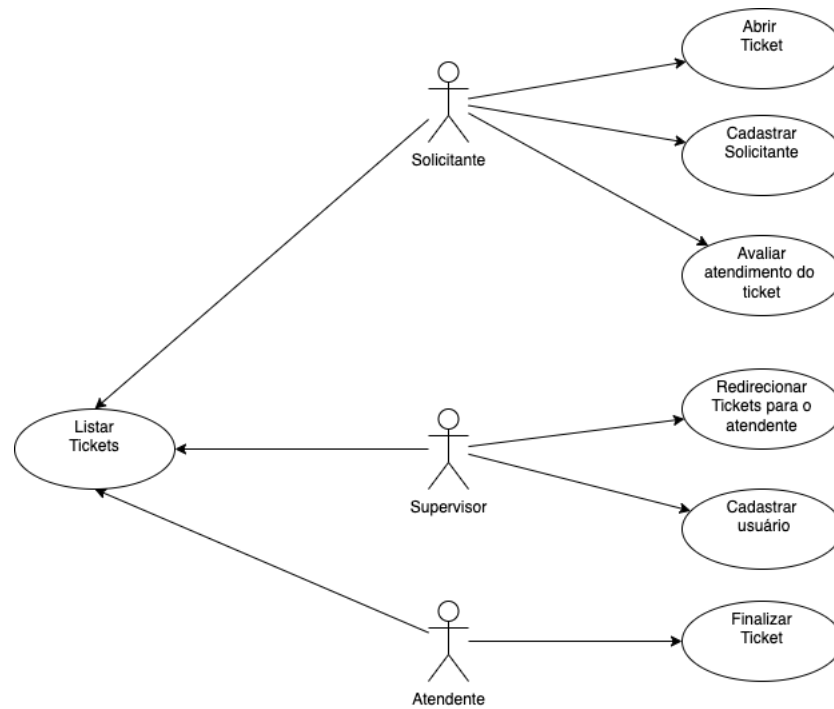 Abrir
Ticket
Solicitante
Cadastrar
Solicitante
Avaliar
atendimento do
ticket
Listar
Tickets
Supervisor
Redirecionar
Tickets para o
atendente
Cadastrar
usuário
Atendente
Finalizar
Ticket